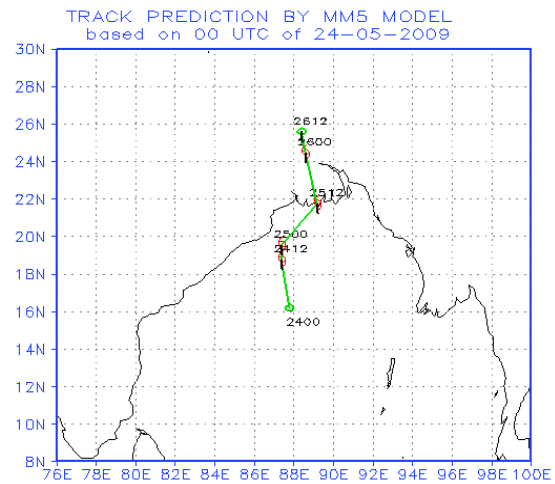 TRACK PREDICTION BY MM5 MODEL
based on 00 UTC of 24-05-2009
30N
28N
26N
24N
22N
20N
18N
16N
14N
12N
10N
8N
2612
2600
2512
2500
2412
2400
76E 78E 80E 82E 84E 86E 88E 90E 92E 94E 96E 98E 100E